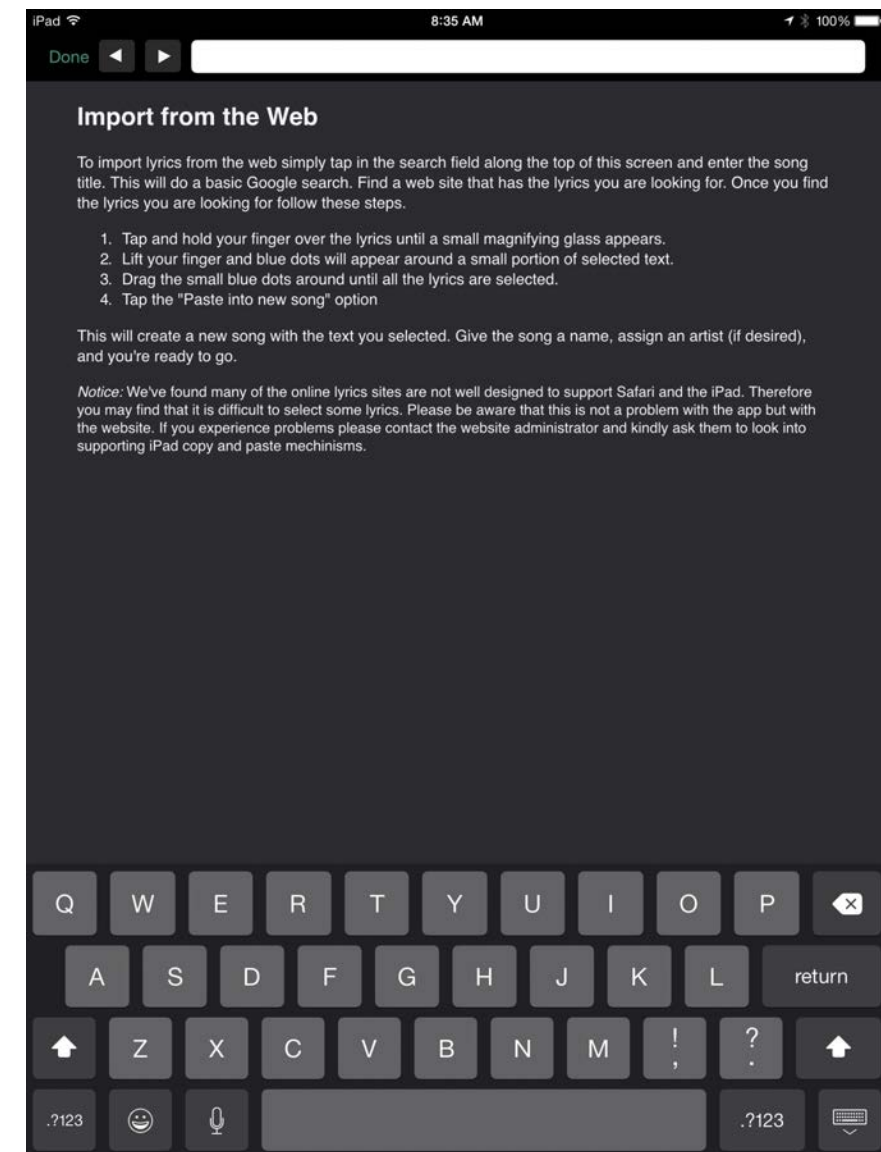 iPad 8:35 AM 100%
Done
Import from the Web
To import lyrics from the web simply tap in the search field along the top of this screen and enter the song
title. This will do a basic Google search. Find a web site that has the lyrics you are looking for. Once you find
the lyrics you are looking for follow these steps.
1. Tap and hold your finger over the lyrics until a small magnifying glass appears.
2. Lift your finger and blue dots will appear around a small portion of selected text.
3. Drag the small blue dots around until all the lyrics are selected.
4. Tap the "Paste into new song" option
This will create a new song with the text you selected. Give the song a name, assign an artist (if desired),
and you're ready to go.
Notice: We've found many of the online lyrics sites are not well designed to support Safari and the iPad. Therefore
you may find that it is difficult to select some lyrics. Please be aware that this is not a problem with the app but with
the website. If you experience problems please contact the website administrator and kindly ask them to look into
supporting iPad copy and paste mechinisms.
Q W E R T Y U I O P
A S D F G H J K L return
Z X C V B N M ! , ? .
.?123 .?123